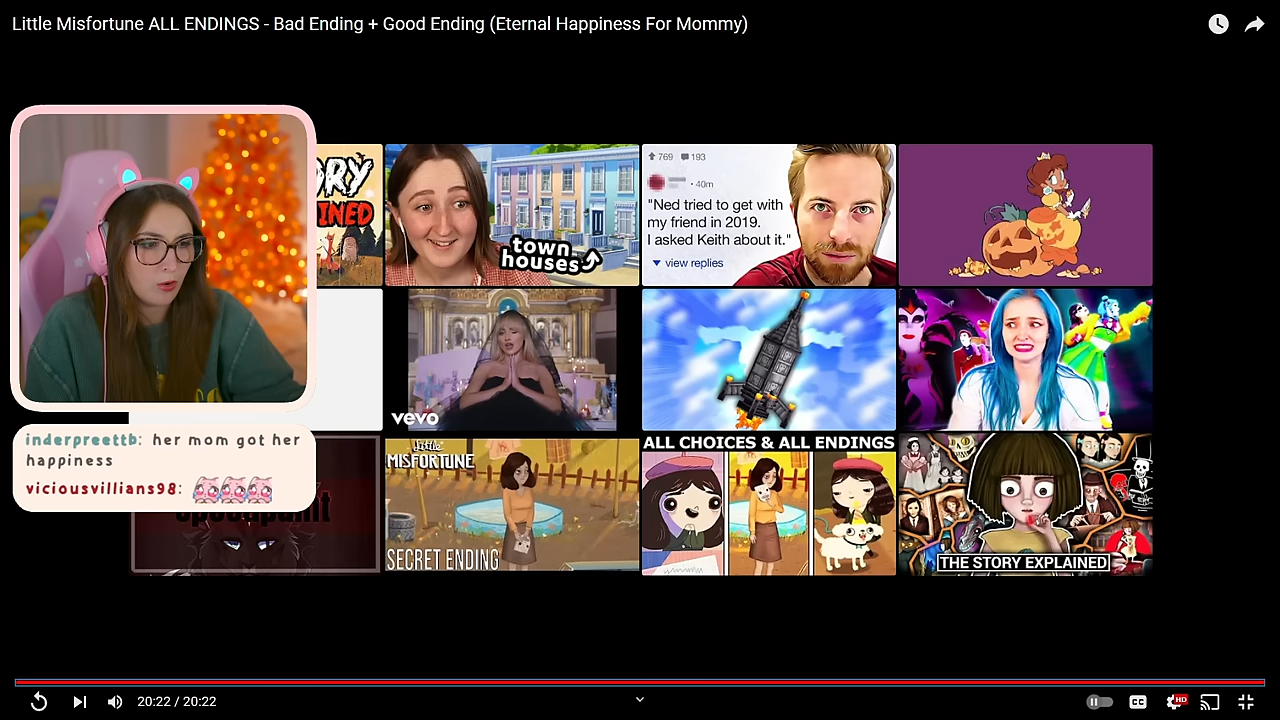 Little Misfortune ALL ENDINGS - Bad Ending + Good Ending (Eternal Happiness For Mommy)
769 193
40m
"Ned tried to get with
my friend in 2019.
I asked Keith about it."
view replies
town
houses
vevo
inderpreettb: her mom got her
happiness
viciousvillians98:
Little
MISFORTUNE
SECRET ENDING
ALL CHOICES & ALL ENDINGS
THE STORY EXPLAINED
20:22 / 20:22
CC
HD